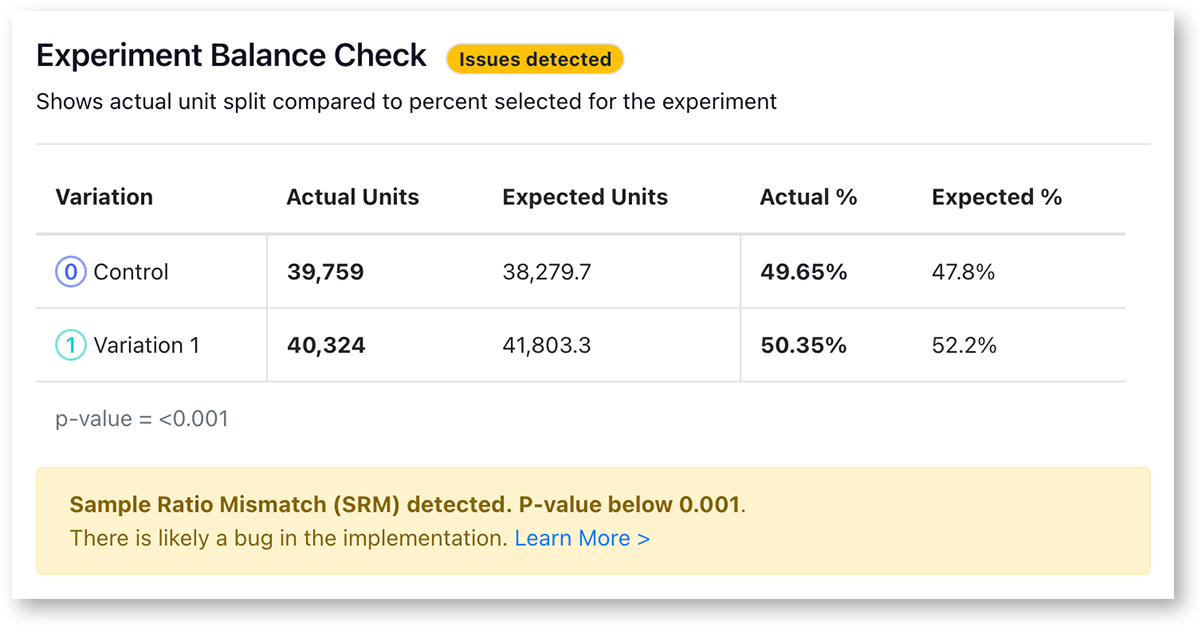 Experiment Balance Check Issues detected
Shows actual unit split compared to percent selected for the experiment
Variation Actual Units Expected Units Actual % Expected %
0 Control 39,759 38,279.7 49.65% 47.8%
1 Variation 1 40,324 41,803.3 50.35% 52.2%
p-value = <0.001
Sample Ratio Mismatch (SRM) detected. P-value below 0.001.
There is likely a bug in the implementation. Learn More >